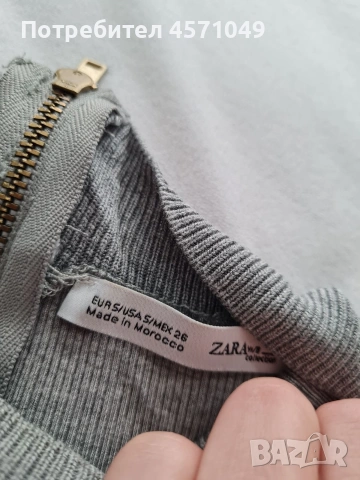 Потребител 4571049
EUR S/USA S/MEX 26
Made in Morocco
ZARA
BAZAR